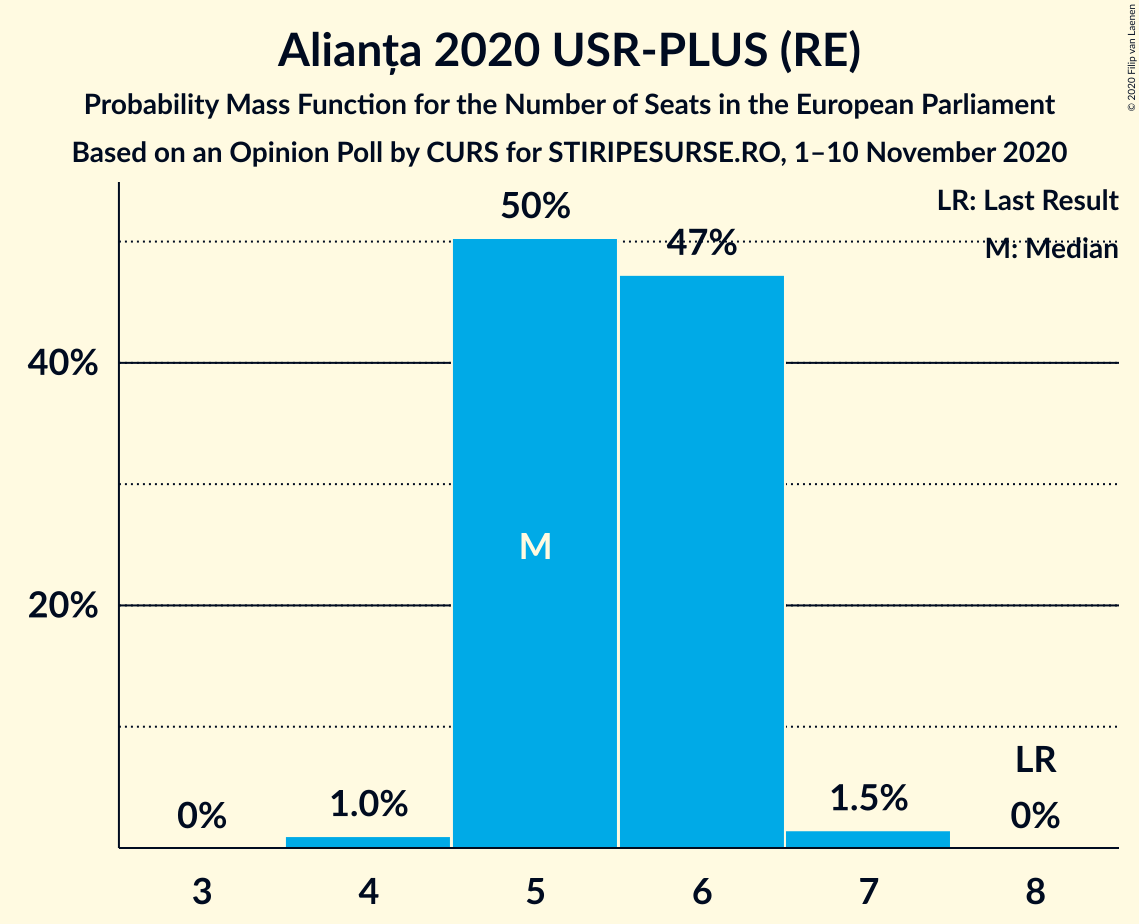 Alianța 2020 USR-PLUS (RE)
Probability Mass Function for the Number of Seats in the European Parliament
Based on an Opinion Poll by CURS for STIRIPESURSE.RO, 1–10 November 2020
© 2020 Filip van Laenen
LR: Last Result
M: Median
50%
47%
40%
20%
M
LR
0%
1.0%
1.5%
0%
3 4 5 6 7 8